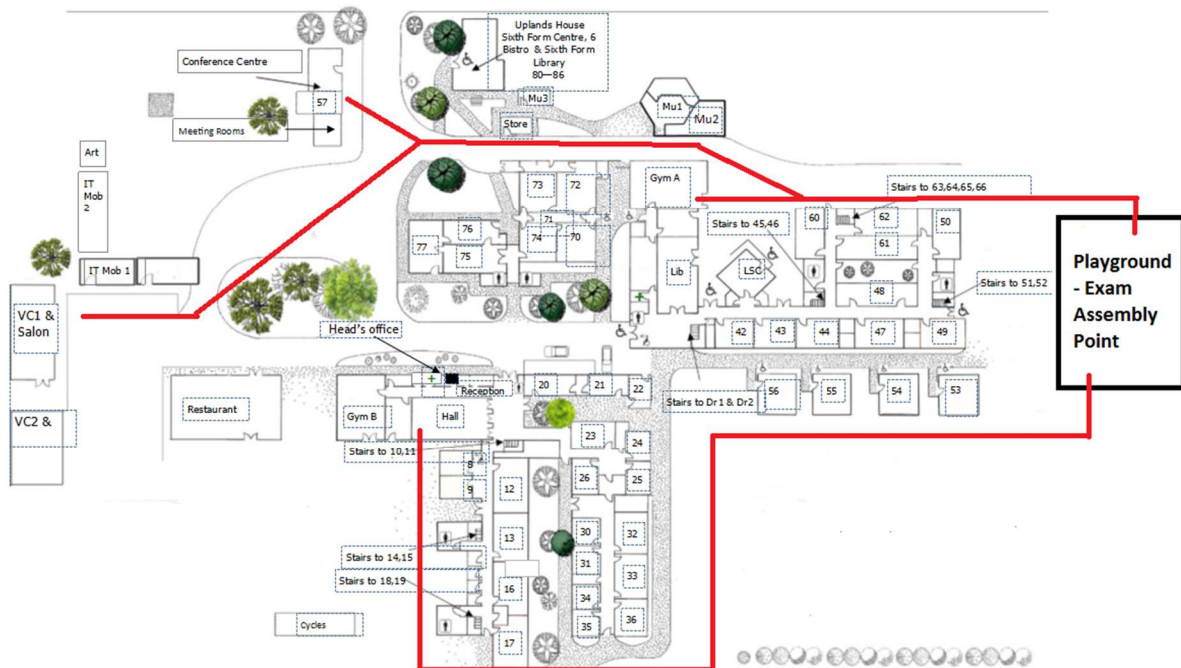 Uplands House
Sixth Form Centre, 6
Bistro & Sixth Form
Library
80—86
Conference Centre
57
Meeting Rooms
Mu3
Store
Mu1
Mu2
Art
IT
Mob
2
IT Mob 1
VC1 &
Salon
VC2 &
73
72
71
74
70
76
77
75
Gym A
Stairs to 63,64,65,66
Stairs to 45,46
60
62
50
61
Lib
LSC
48
Stairs to 51,52
Playground
- Exam
Assembly
Point
42
43
44
47
49
Head's office
Reception
Restaurant
Gym B
Hall
20
21
22
Stairs to Dr1 & Dr2
56
55
54
53
Stairs to 10,11
8
9
12
23
24
26
25
13
30
32
Stairs to 14,15
31
33
Stairs to 18,19
16
34
35
36
17
Cycles